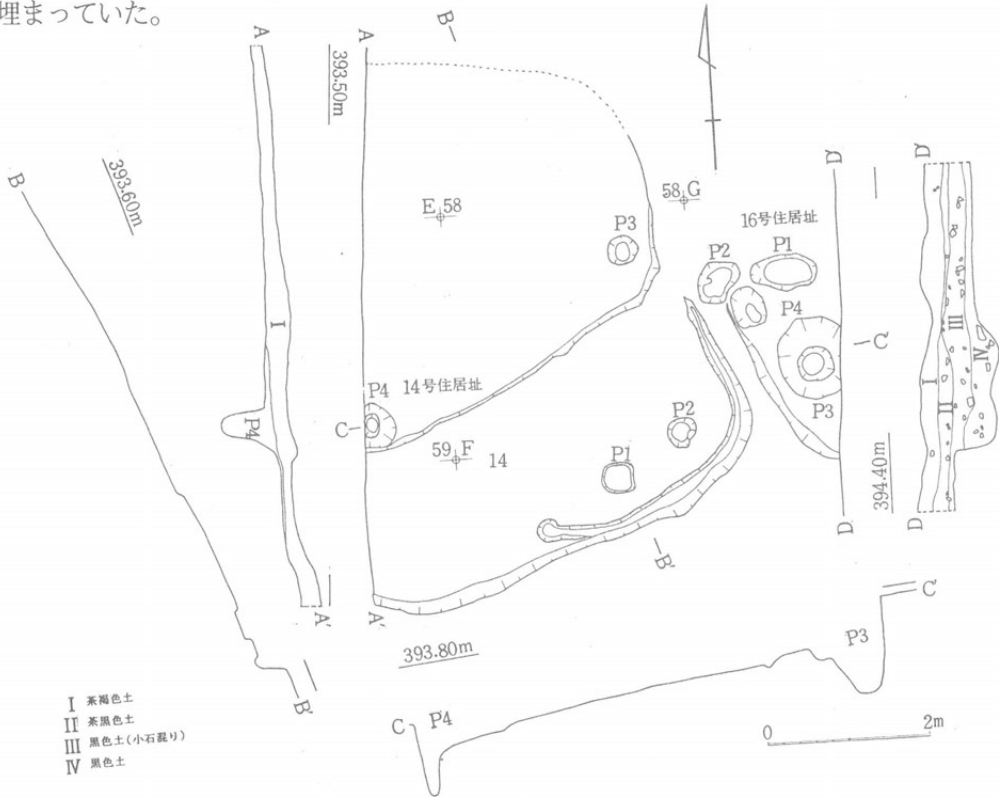 埋まっていた。
A
B
A
393.50m
393.60m
B
E 58
58 G
P3
16号住居址
P2
P1
P4
P3
C'
D'
D'
I
II
III
IV
394.40m
D
D
I
P4
P4
14号住居址
C
59 F
14
P2
P1
B'
A'
A'
393.80m
B'
I 茶褐色土
II 茶黒色土
III 黒色土(小石混り)
IV 黒色土
C
P4
P3
C'
0
2m